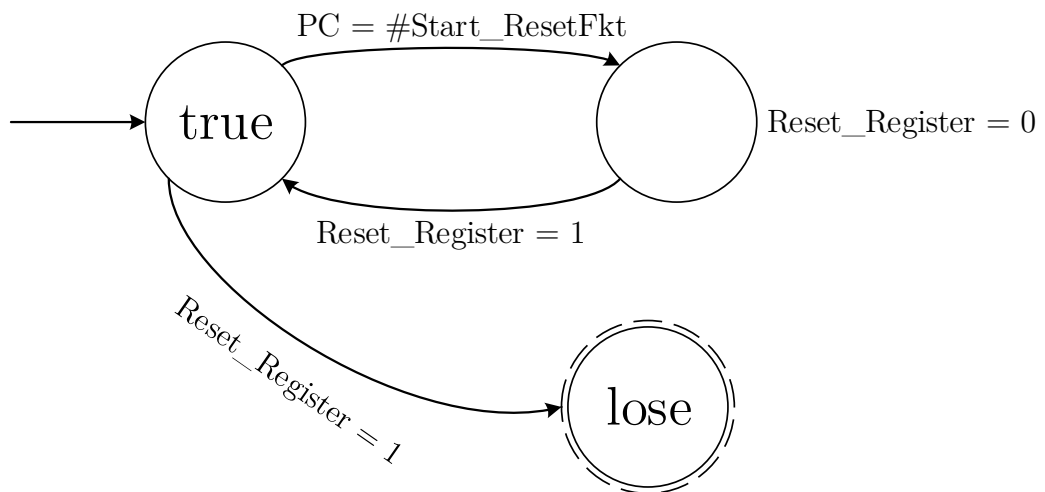 PC = #Start_ResetFkt
true
Reset_Register = 0
Reset_Register = 1
Reset_Register = 1
lose